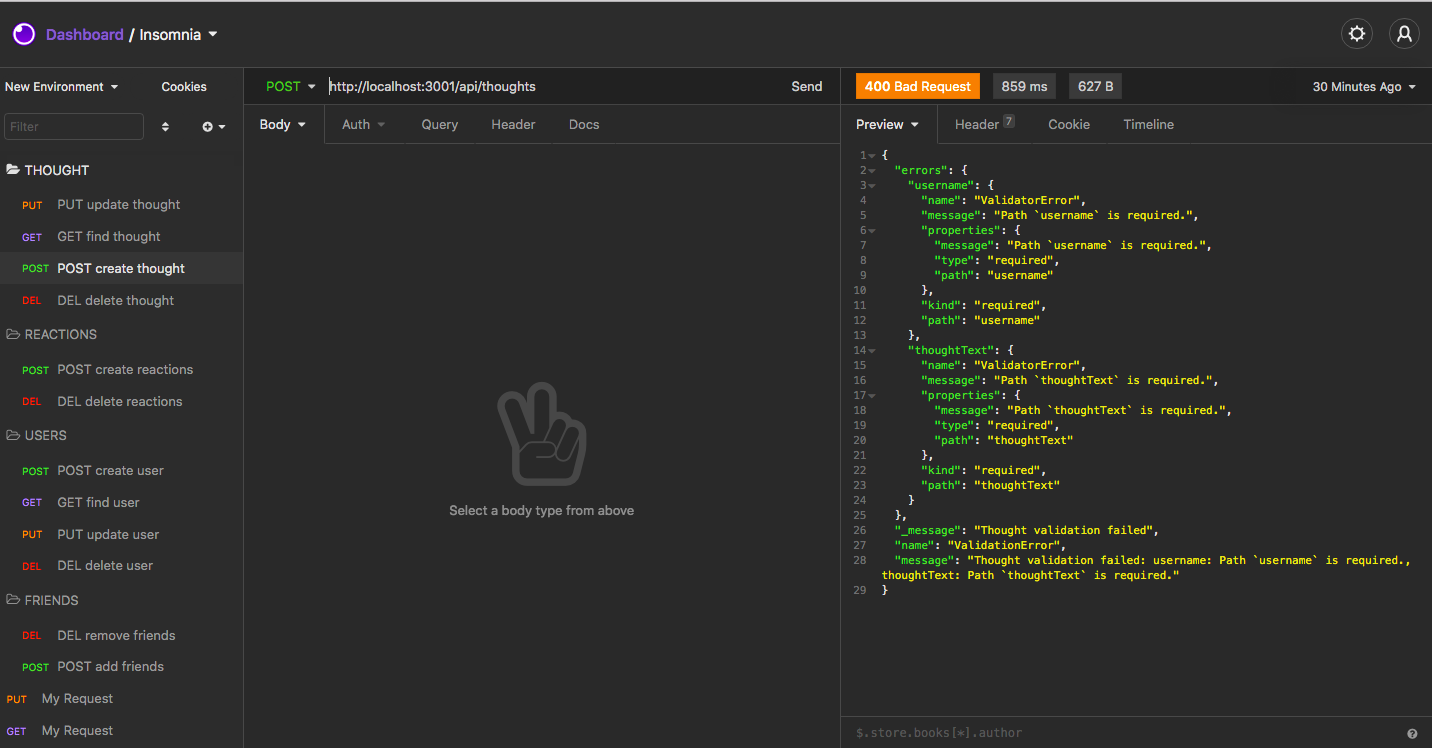 Dashboard / Insomnia
New Environment
Cookies
Filter
THOUGHT
PUT PUT update thought
GET GET find thought
POST POST create thought
DEL DEL delete thought
REACTIONS
POST POST create reactions
DEL DEL delete reactions
USERS
POST POST create user
GET GET find user
PUT PUT update user
DEL DEL delete user
FRIENDS
DEL DEL remove friends
POST POST add friends
PUT My Request
GET My Request
POST http://localhost:3001/api/thoughts Send
Body Auth Query Header Docs
Select a body type from above
400 Bad Request 859 ms 627 B 30 Minutes Ago
Preview Header 7 Cookie Timeline
1 {
2 "errors": {
3 "username": {
4 "name": "ValidatorError",
5 "message": "Path `username` is required.",
6 "properties": {
7 "message": "Path `username` is required.",
8 "type": "required",
9 "path": "username"
10 },
11 "kind": "required",
12 "path": "username"
13 },
14 "thoughtText": {
15 "name": "ValidatorError",
16 "message": "Path `thoughtText` is required.",
17 "properties": {
18 "message": "Path `thoughtText` is required.",
19 "type": "required",
20 "path": "thoughtText"
21 },
22 "kind": "required",
23 "path": "thoughtText"
24 }
25 },
26 "_message": "Thought validation failed",
27 "name": "ValidationError",
28 "message": "Thought validation failed: username: Path `username` is required.,
thoughtText: Path `thoughtText` is required."
29 }
$.store.books[*].author